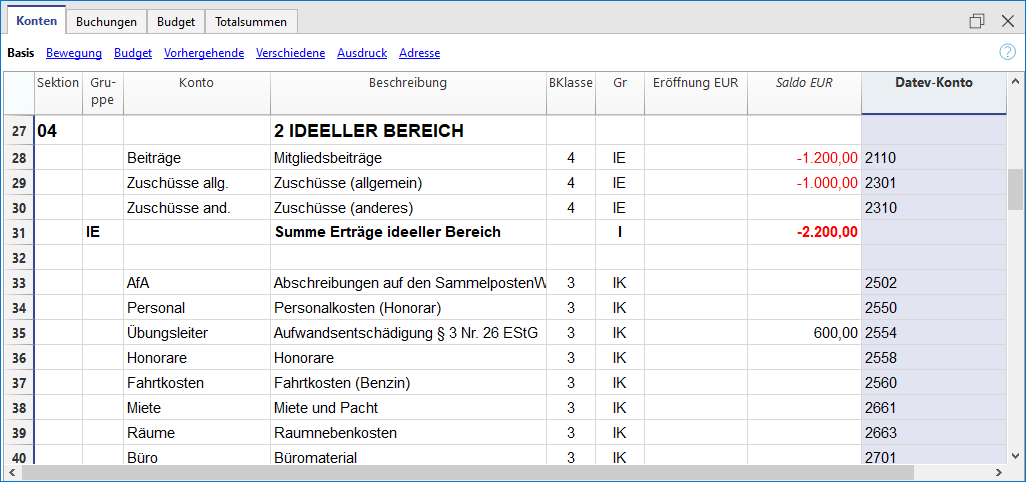 Konten Buchungen Budget Totalsummen
Basis Bewegung Budget Vorhergehende Verschiedene Ausdruck Adresse ?
Sektion Gru-ppe Konto Beschreibung BKlasse Gr Eröffnung EUR Saldo EUR Datev-Konto
27 04 2 IDEELLER BEREICH
28 Beiträge Mitgliedsbeiträge 4 IE -1.200,00 2110
29 Zuschüsse allg. Zuschüsse (allgemein) 4 IE -1.000,00 2301
30 Zuschüsse and. Zuschüsse (anderes) 4 IE 2310
31 IE Summe Erträge ideeller Bereich I -2.200,00
32
33 AfA Abschreibungen auf den SammelpostenW 3 IK 2502
34 Personal Personalkosten (Honorar) 3 IK 2550
35 Übungsleiter Aufwandsentschädigung § 3 Nr. 26 EStG 3 IK 600,00 2554
36 Honorare Honorare 3 IK 2558
37 Fahrtkosten Fahrtkosten (Benzin) 3 IK 2560
38 Miete Miete und Pacht 3 IK 2661
39 Räume Raumnebenkosten 3 IK 2663
40 Büro Büromaterial 3 IK 2701